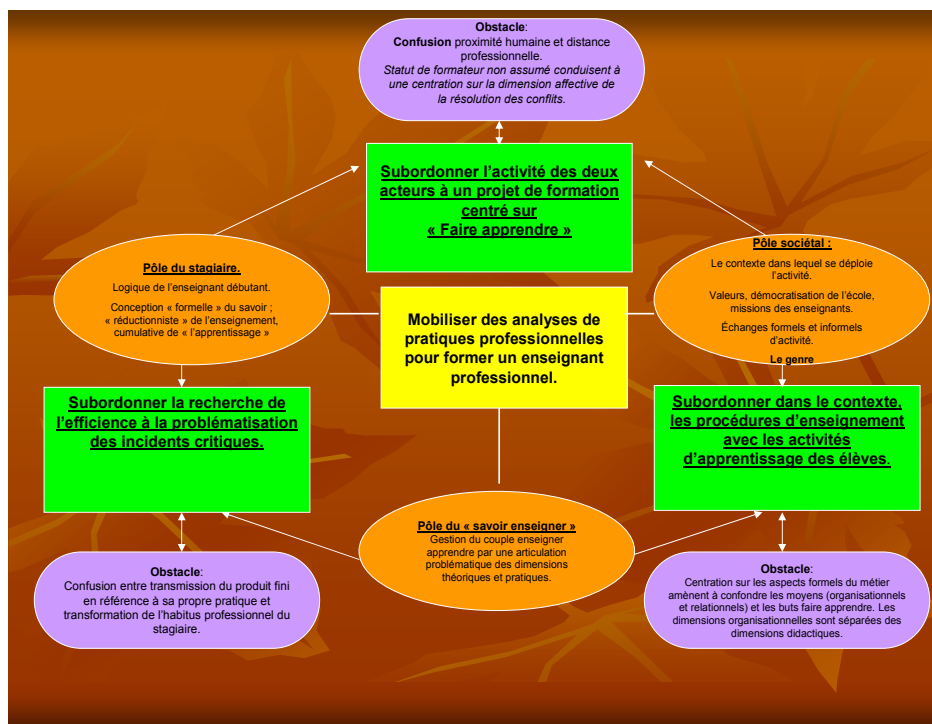 Obstacle:
Confusion proximité humaine et distance
professionnelle.
Statut de formateur non assumé conduisent à
une centration sur la dimension affective de
la résolution des conflits.
Subordonner l’activité des deux
acteurs à un projet de formation
centré sur
« Faire apprendre »
Pôle du stagiaire.
Logique de l’enseignant débutant.
Conception « formelle » du savoir ;
« réductionniste » de l’enseignement,
cumulative de « l’apprentissage »
Mobiliser des analyses de
pratiques professionnelles
pour former un enseignant
professionnel.
Pôle sociétal :
Le contexte dans lequel se déploie
l’activité.
Valeurs, démocratisation de l’école,
missions des enseignants.
Échanges formels et informels
d’activité.
Le genre
Subordonner la recherche de
l’efficience à la problématisation
des incidents critiques.
Subordonner dans le contexte,
les procédures d’enseignement
avec les activités
d’apprentissage des élèves.
Pôle du « savoir enseigner »
Gestion du couple enseigner
apprendre par une articulation
problématique des dimensions
théoriques et pratiques.
Obstacle:
Confusion entre transmission du produit fini
en référence à sa propre pratique et
transformation de l’habitus professionnel du
stagiaire.
Obstacle:
Centration sur les aspects formels du métier
amènent à confondre les moyens (organisationnels
et relationnels) et les buts faire apprendre. Les
dimensions organisationnelles sont séparées des
dimensions didactiques.